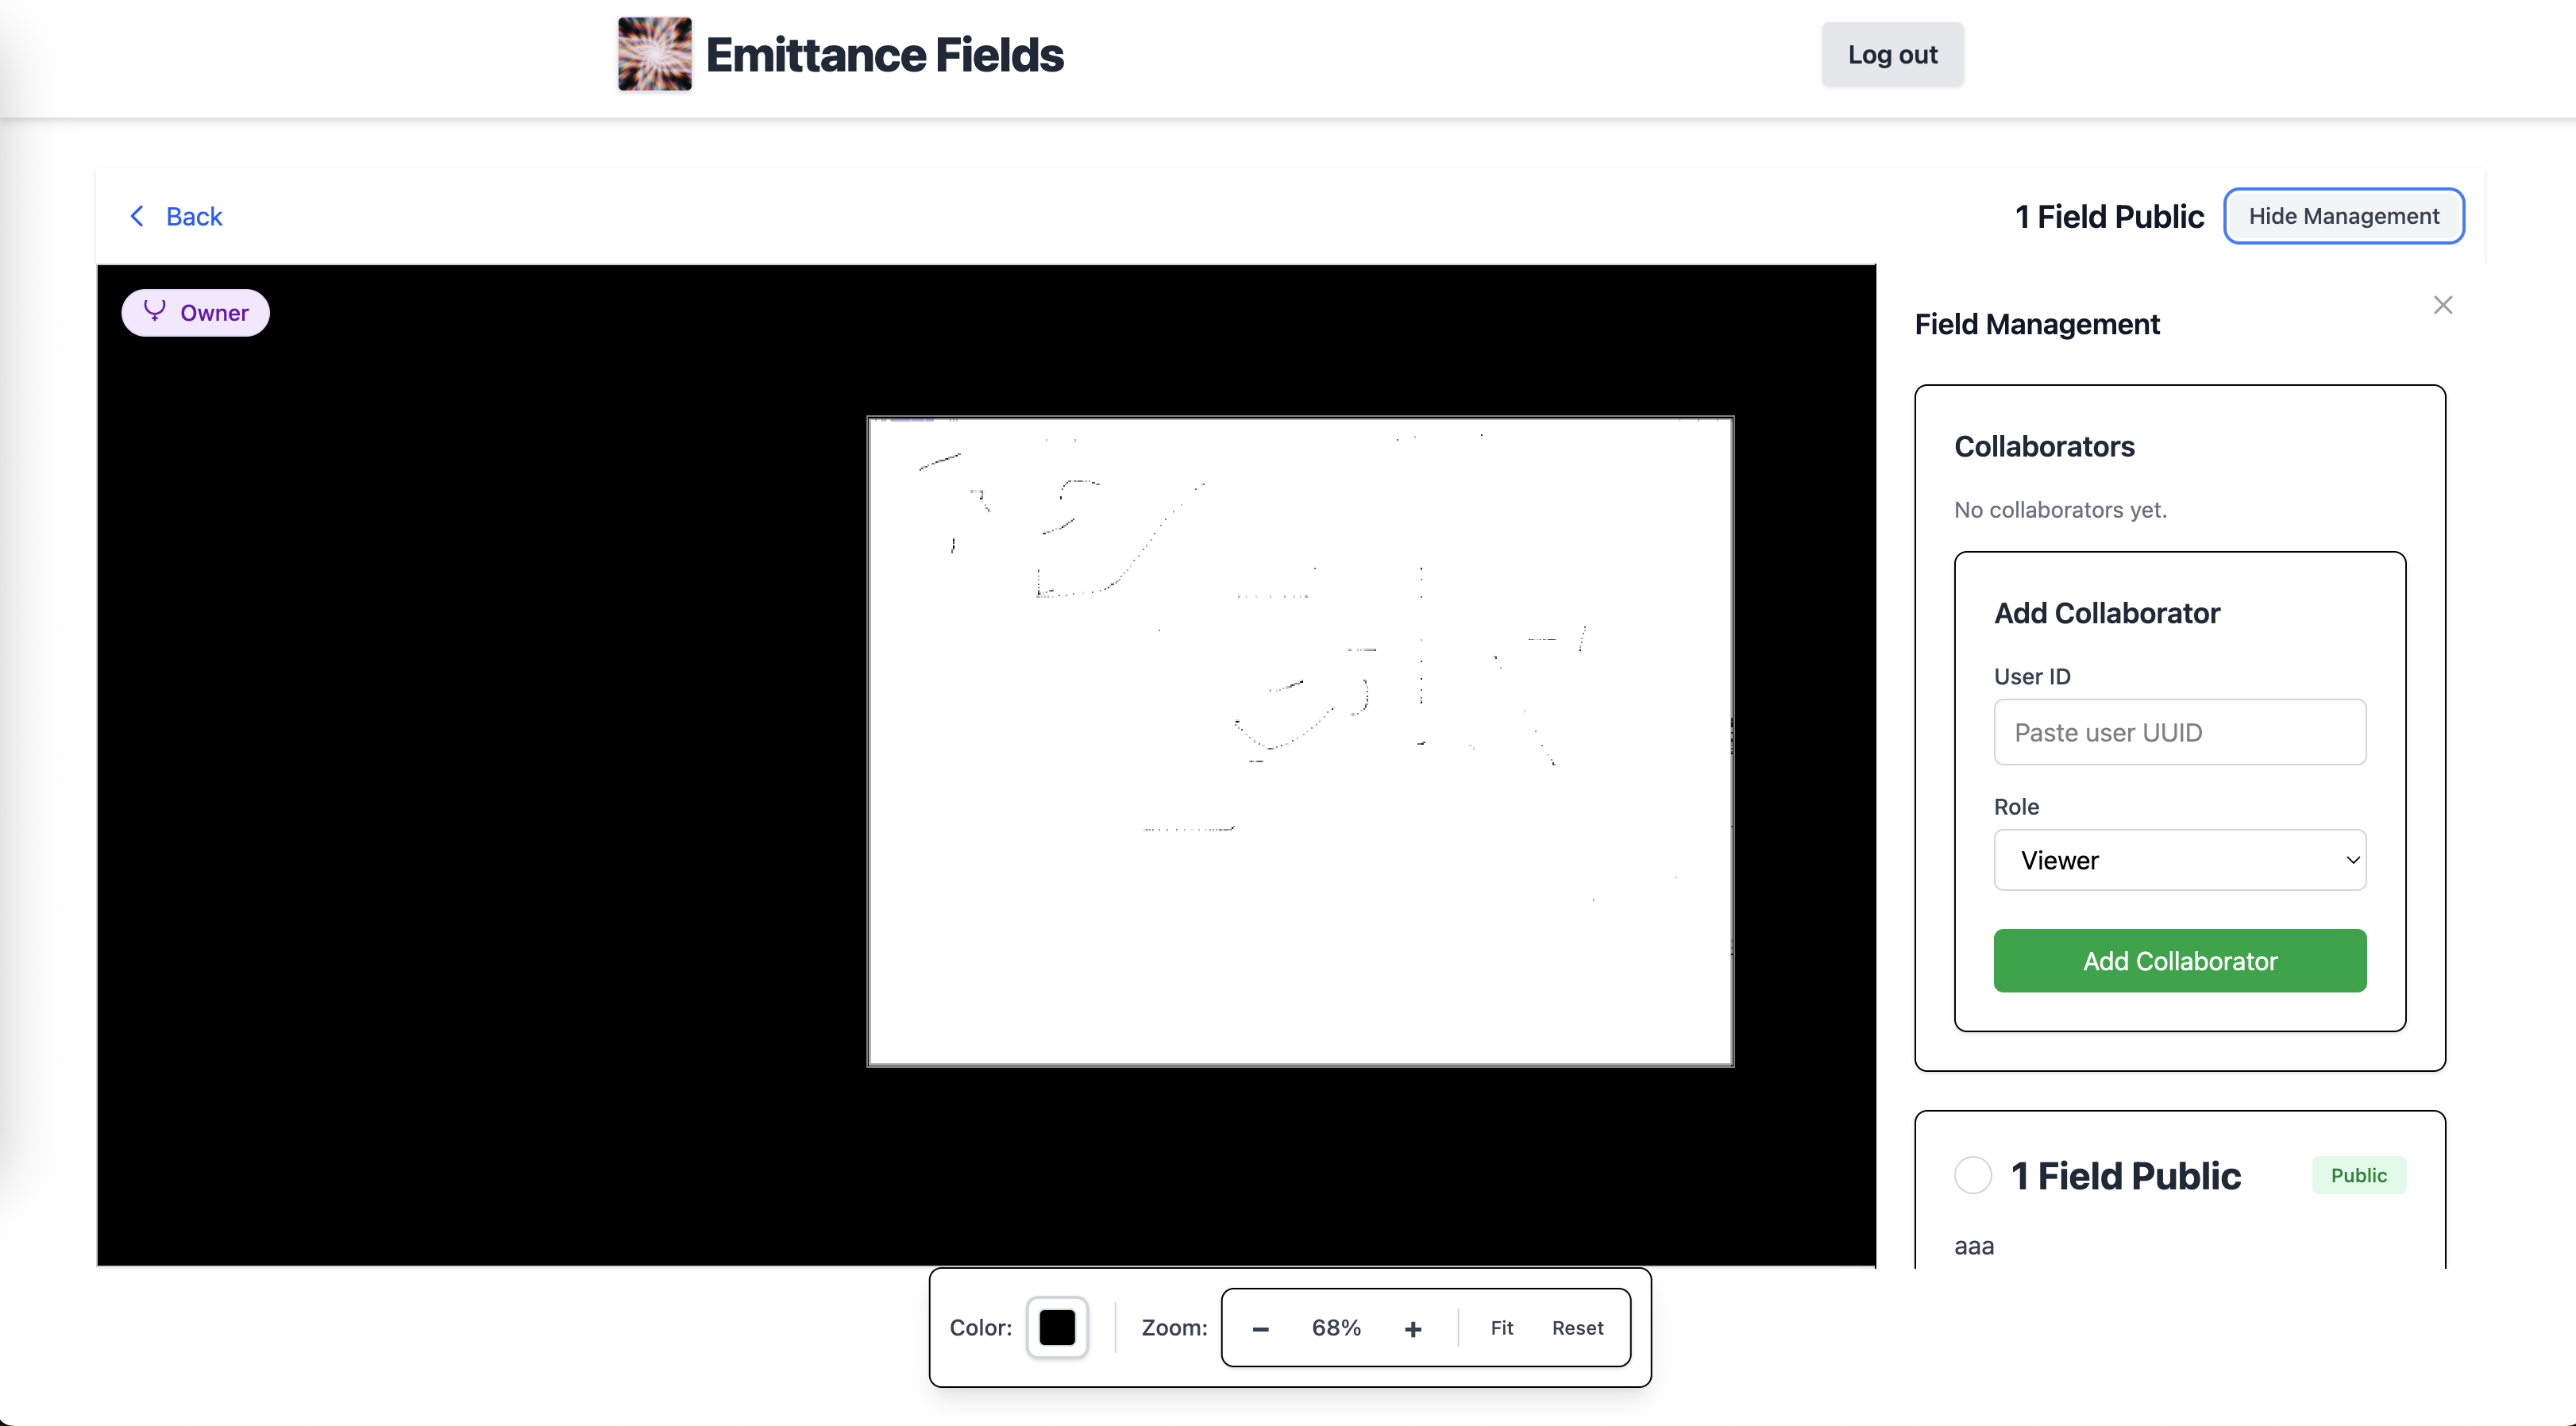 Emittance Fields
Log out
Back
1 Field Public
Hide Management
Owner
Field Management
Collaborators
No collaborators yet.
Add Collaborator
User ID
Paste user UUID
Role
Viewer
Add Collaborator
1 Field Public
Public
aaa
Color:
Zoom:
68%
Fit
Reset